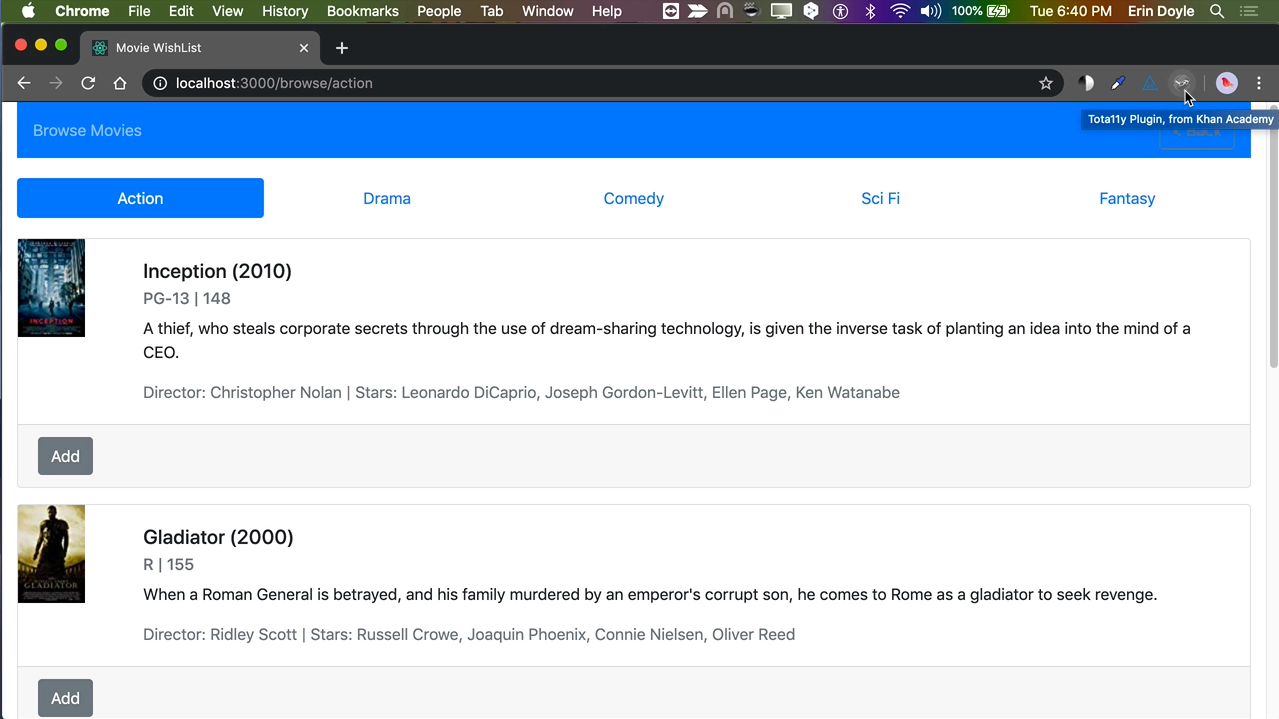 Chrome File Edit View History Bookmarks People Tab Window Help 100% Tue 6:40 PM Erin Doyle
Movie WishList
localhost:3000/browse/action
Tota11y Plugin, from Khan Academy
Browse Movies
Action Drama Comedy Sci Fi Fantasy
Inception (2010)
PG-13 | 148
A thief, who steals corporate secrets through the use of dream-sharing technology, is given the inverse task of planting an idea into the mind of a
CEO.
Director: Christopher Nolan | Stars: Leonardo DiCaprio, Joseph Gordon-Levitt, Ellen Page, Ken Watanabe
INCEPTION
Add
Gladiator (2000)
R | 155
When a Roman General is betrayed, and his family murdered by an emperor's corrupt son, he comes to Rome as a gladiator to seek revenge.
Director: Ridley Scott | Stars: Russell Crowe, Joaquin Phoenix, Connie Nielsen, Oliver Reed
GLADIATOR
Add